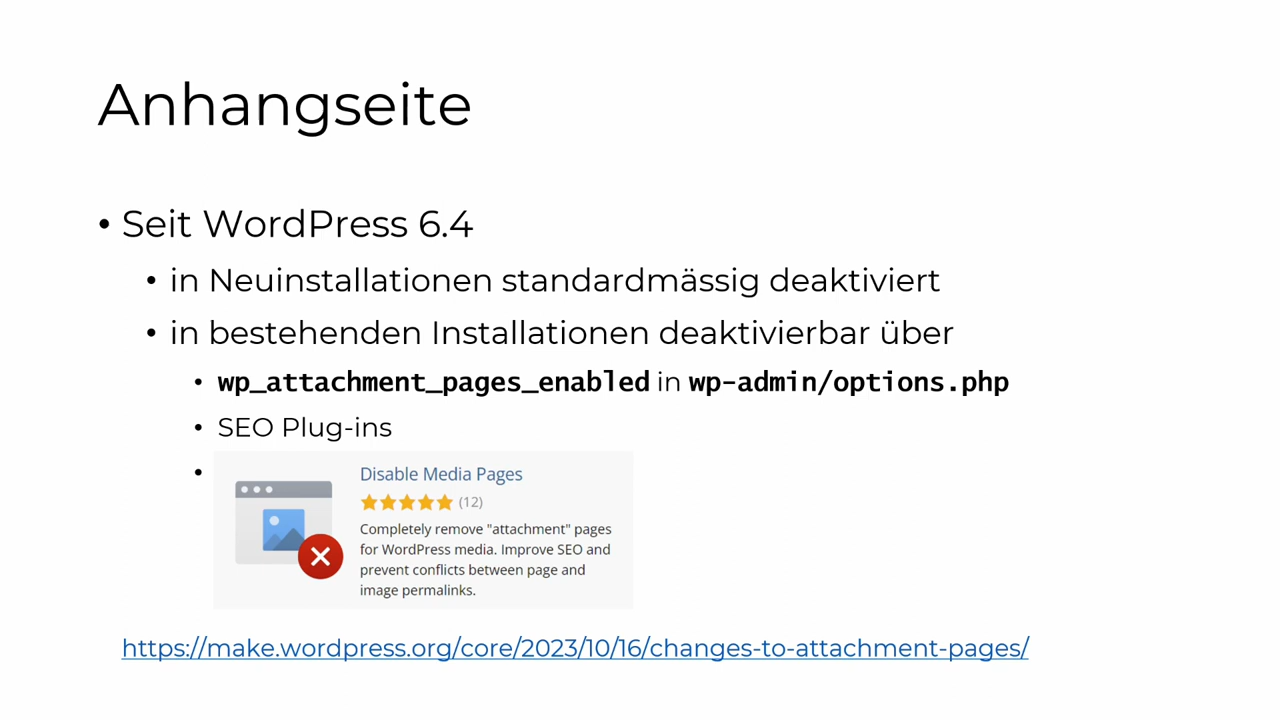 Anhangseite
• Seit WordPress 6.4
• in Neuinstallationen standardmässig deaktiviert
• in bestehenden Installationen deaktivierbar über
• wp_attachment_pages_enabled in wp-admin/options.php
• SEO Plug-ins
• Disable Media Pages
(12)
Completely remove "attachment" pages
for WordPress media. Improve SEO and
prevent conflicts between page and
image permalinks.
https://make.wordpress.org/core/2023/10/16/changes-to-attachment-pages/